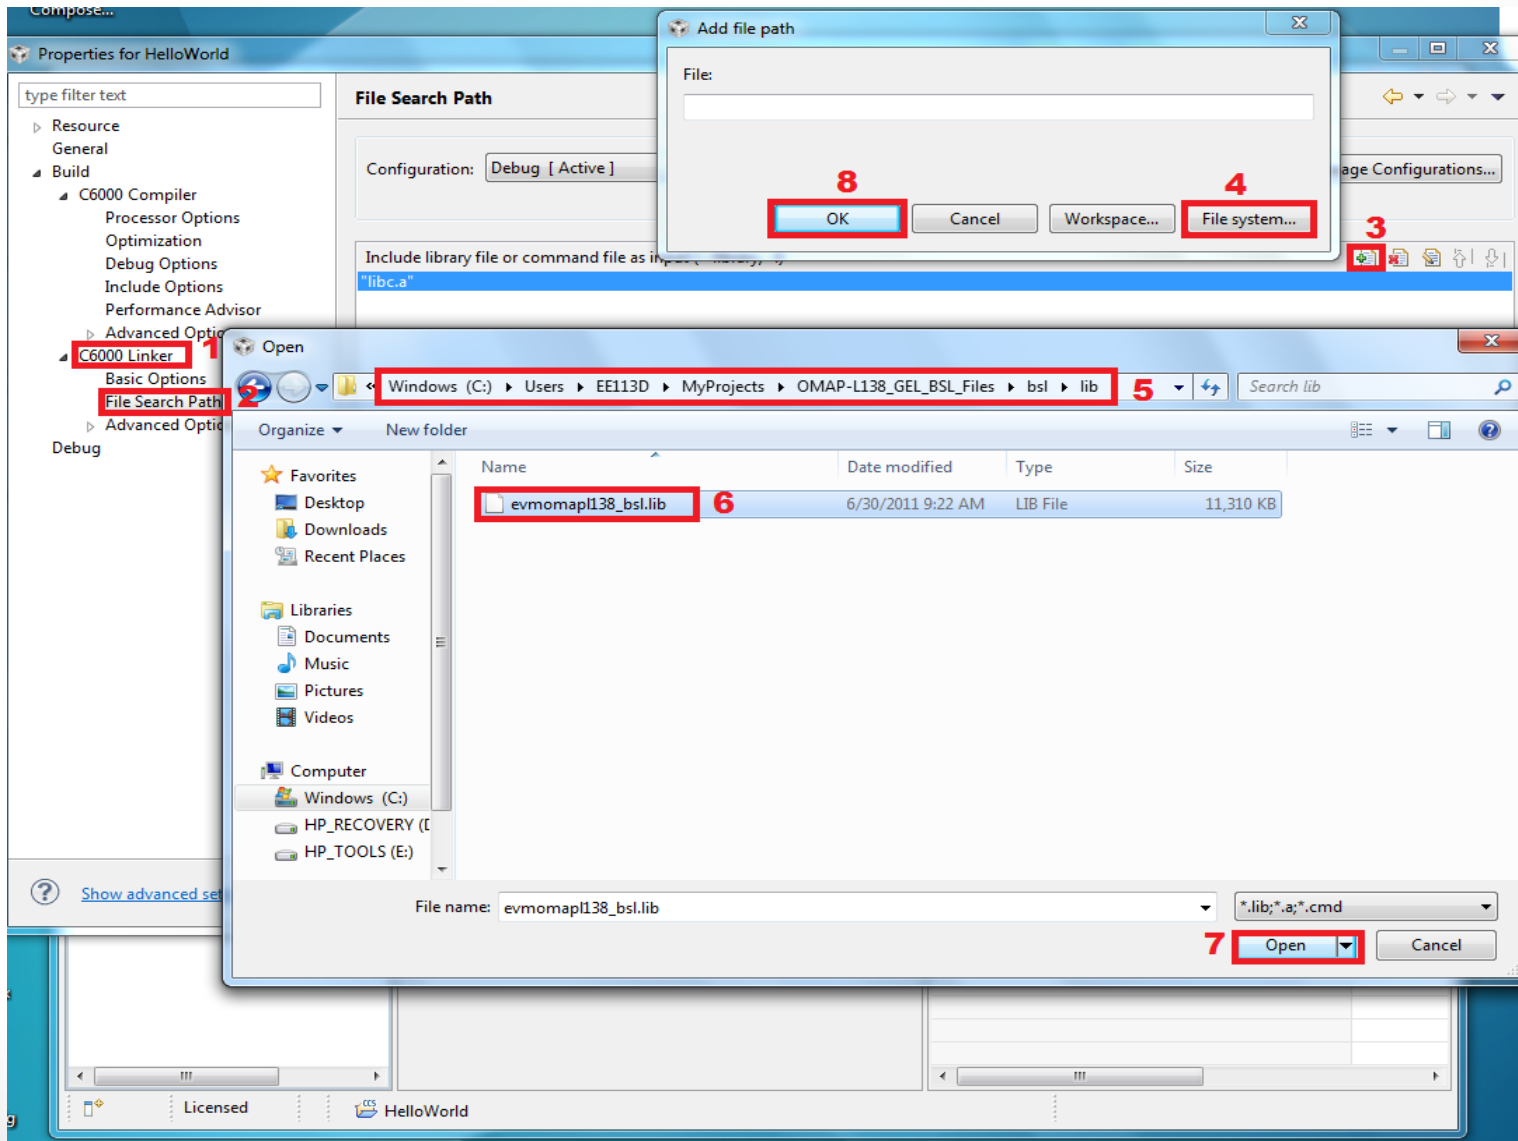 Compose...
Add file path
Properties for HelloWorld
File:
type filter text
File Search Path
Resource
General
Build
Configuration:
Debug [ Active ]
age Configurations...
C6000 Compiler
8
4
Processor Options
OK
Cancel
Workspace...
File system...
3
Optimization
Debug Options
Include library file or command file as
Include Options
"libc.a"
Performance Advisor
Advanced Optic
C6000 Linker
1
Open
Basic Options
File Search Path
2
« Windows (C:) Users EE113D MyProjects OMAP-L138_GEL_BSL_Files bsl lib
5
Search lib
Advanced Optic
Debug
Organize
New folder
Name
Date modified
Type
Size
evmomapl138_bsl.lib
6
6/30/2011 9:22 AM
LIB File
11,310 KB
Favorites
Desktop
Downloads
Recent Places
Libraries
Documents
Music
Pictures
Videos
Computer
Windows (C:)
HP_RECOVERY (D
HP_TOOLS (E:)
Show advanced set
File name:
evmomapl138_bsl.lib
*.lib;*.a;*.cmd
7
Open
Cancel
Licensed
CCS
HelloWorld
g